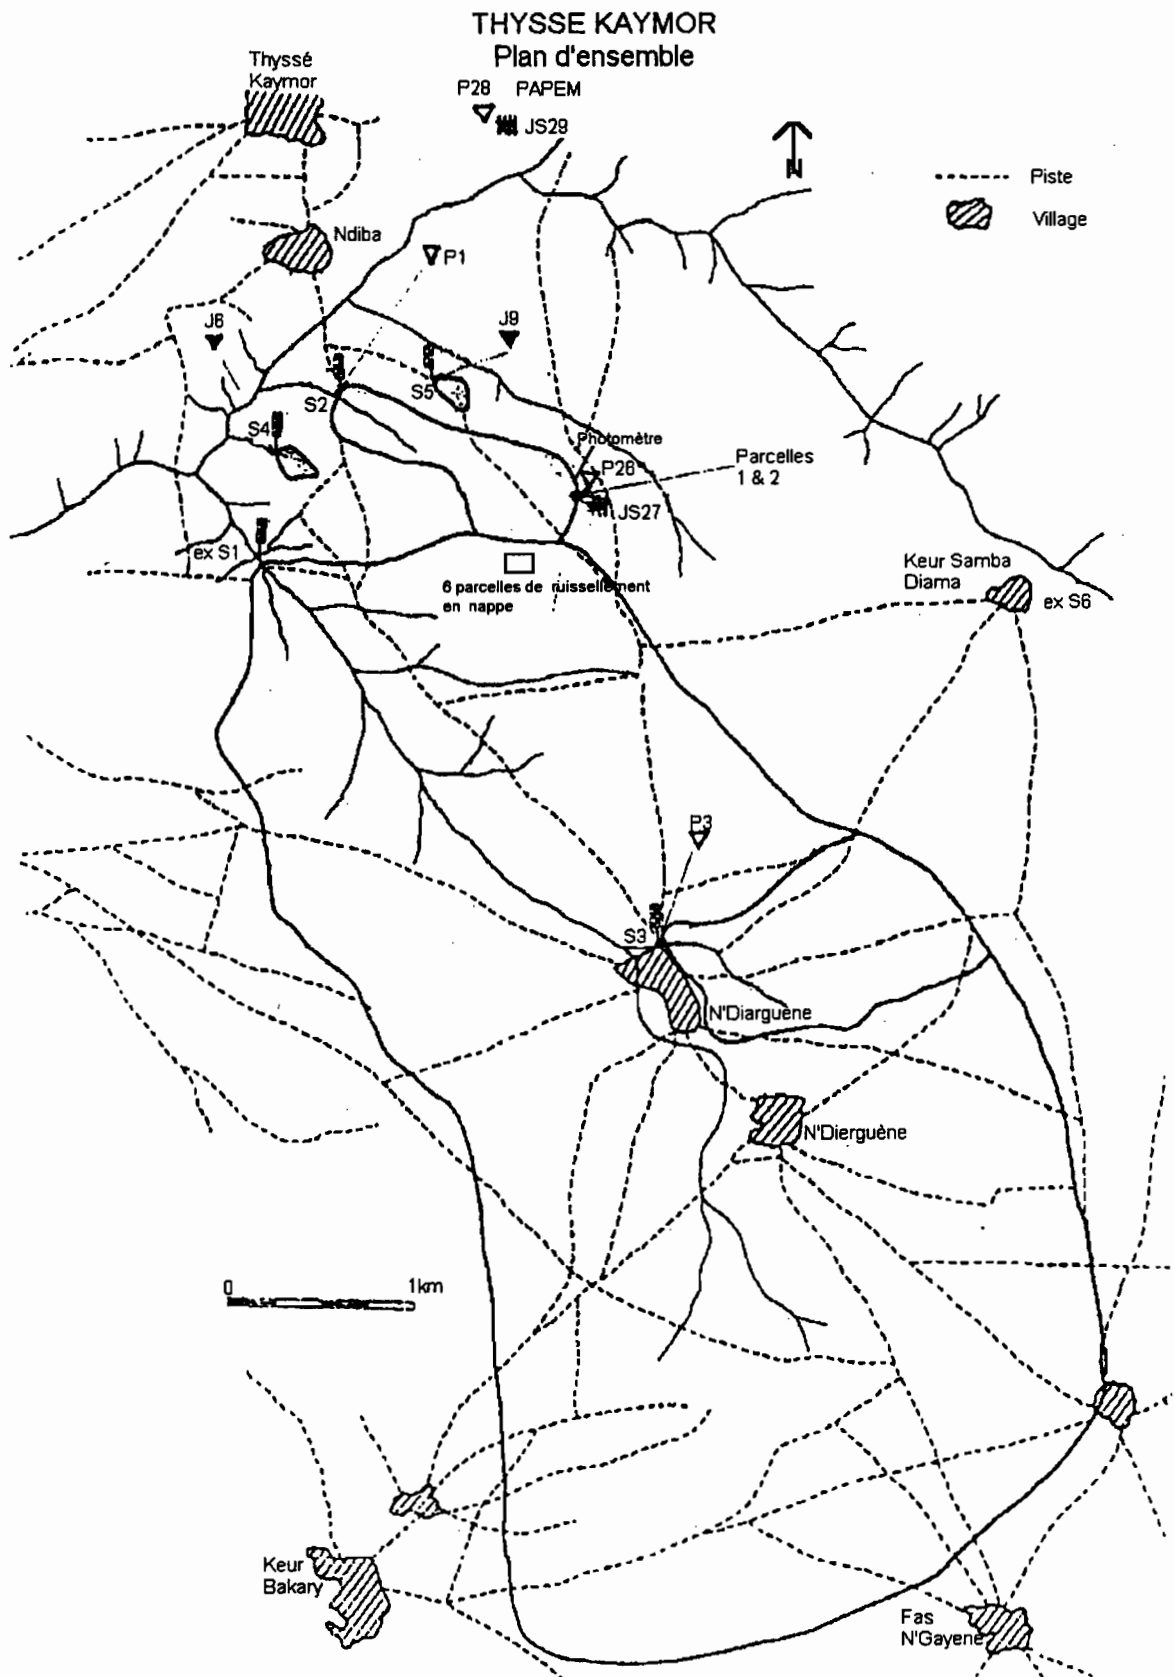 THYSSE KAYMOR
Plan d'ensemble
Thyssé
Kaymor
P28 PAPEM
JS29
N
Piste
Village
Ndiba
P1
J6
J9
S5
S2
S4
Photomètre
P26
Parcelles
1 & 2
JS27
ex S1
6 parcelles de ruissellement
en nappe
Keur Samba
Diama
ex S6
P3
S3
N'Diarguène
N'Dierguène
0 1km
Keur
Bakary
Fas
N'Gayene